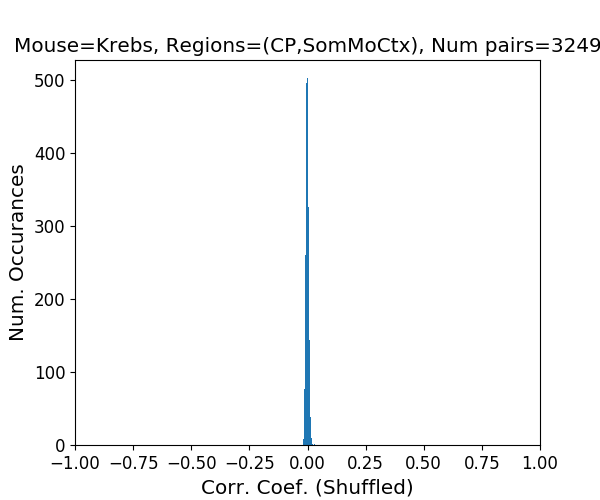 Mouse=Krebs, Regions=(CP,SomMoCtx), Num pairs=3249
500
400
300
200
100
0
Num. Occurances
−1.00 −0.75 −0.50 −0.25 0.00 0.25 0.50 0.75 1.00
Corr. Coef. (Shuffled)